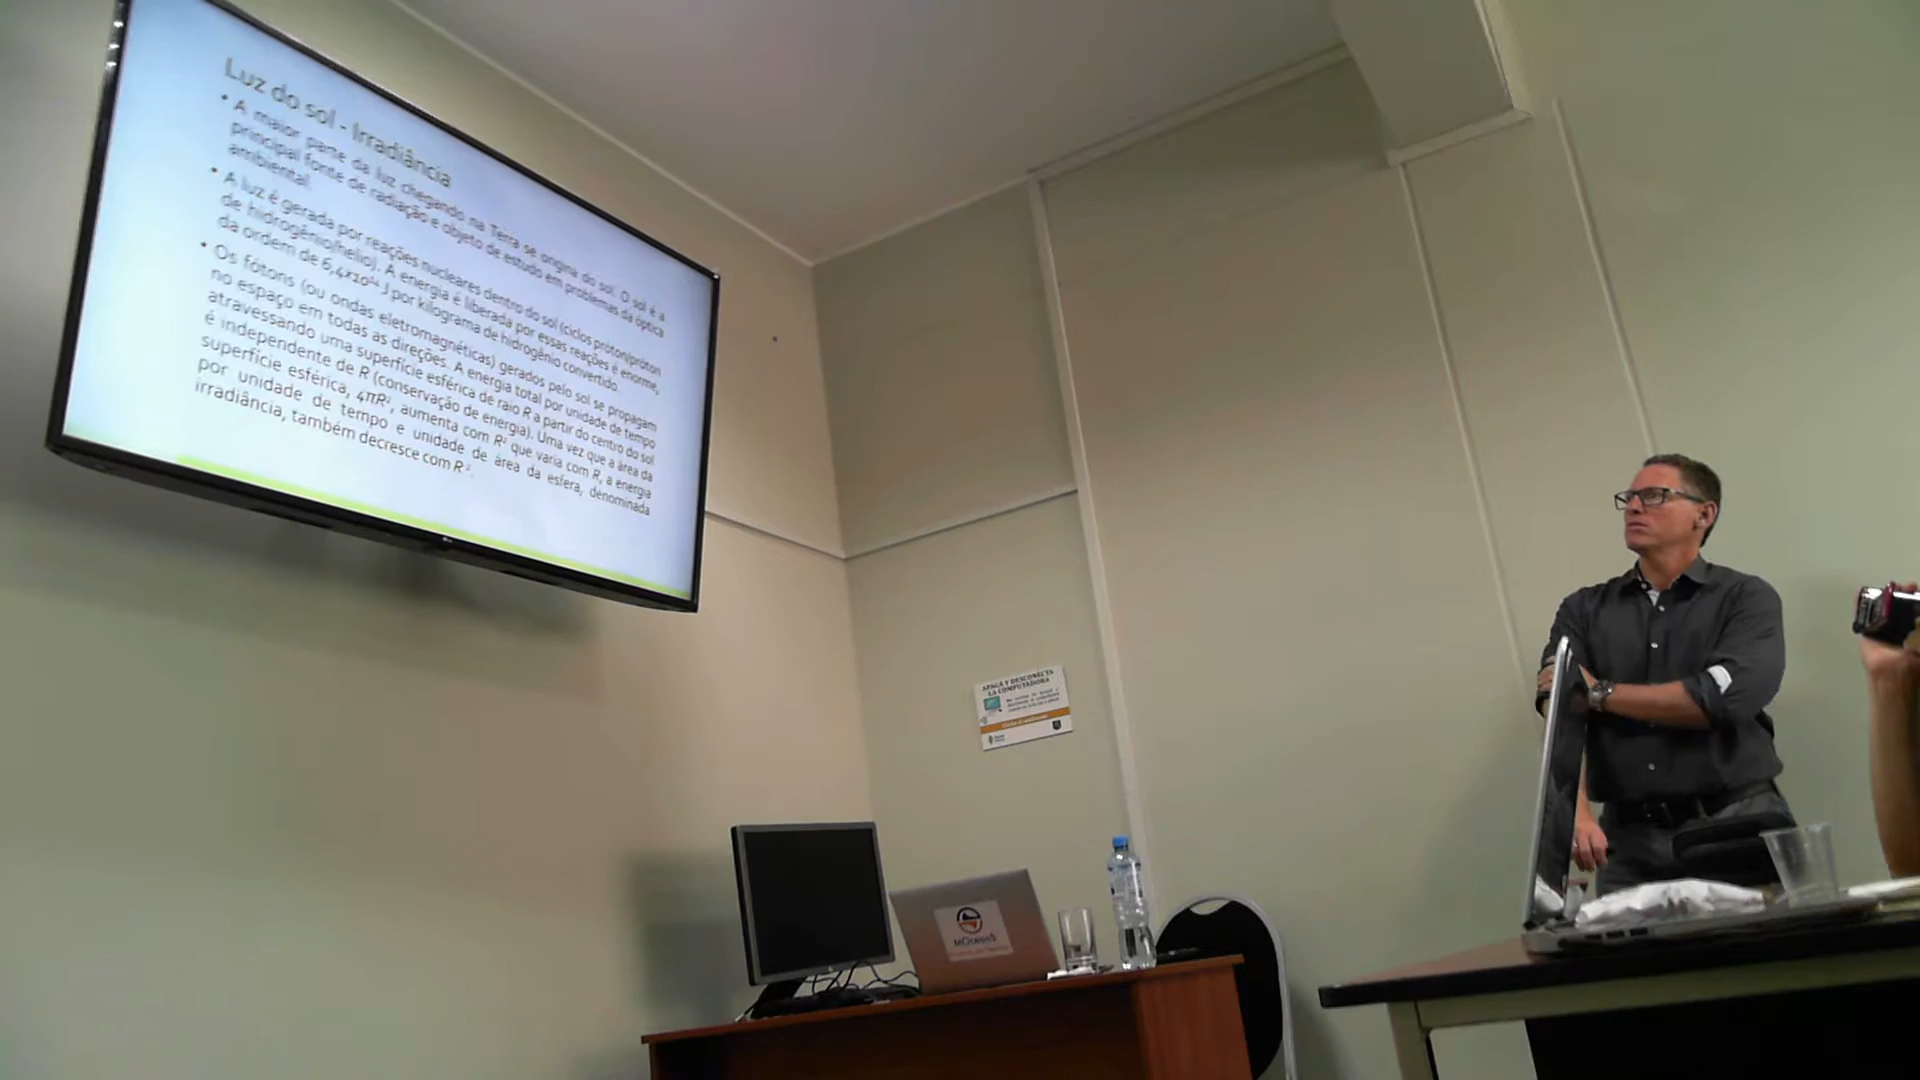 Luz do sol - Irradiância
• A maior parte da luz chegando na Terra se origina do sol. O sol é a
principal fonte de radiação e objeto de estudo em problemas da óptica
ambiental.
• A luz é gerada por reações nucleares dentro do sol (ciclos próton/próton
de hidrogênio/helio). A energia é liberada por essas reações é enorme,
da ordem de 6,4x10¹⁴ J por kilograma de hidrogênio convertido.
• Os fótons (ou ondas eletromagnéticas) gerados pelo sol se propagam
no espaço em todas as direções. A energia total por unidade de tempo
atravessando uma superfície esférica de raio R a partir do centro do sol
é independente de R (conservação de energia). Uma vez que a área da
superfície esférica, 4πR², aumenta com R² que varia com R, a energia
por unidade de tempo e unidade de área da esfera, denominada
irradiância, também decresce com R⁻².
APAGA Y DESCONECTA
LA COMPUTADORA
MCTrans